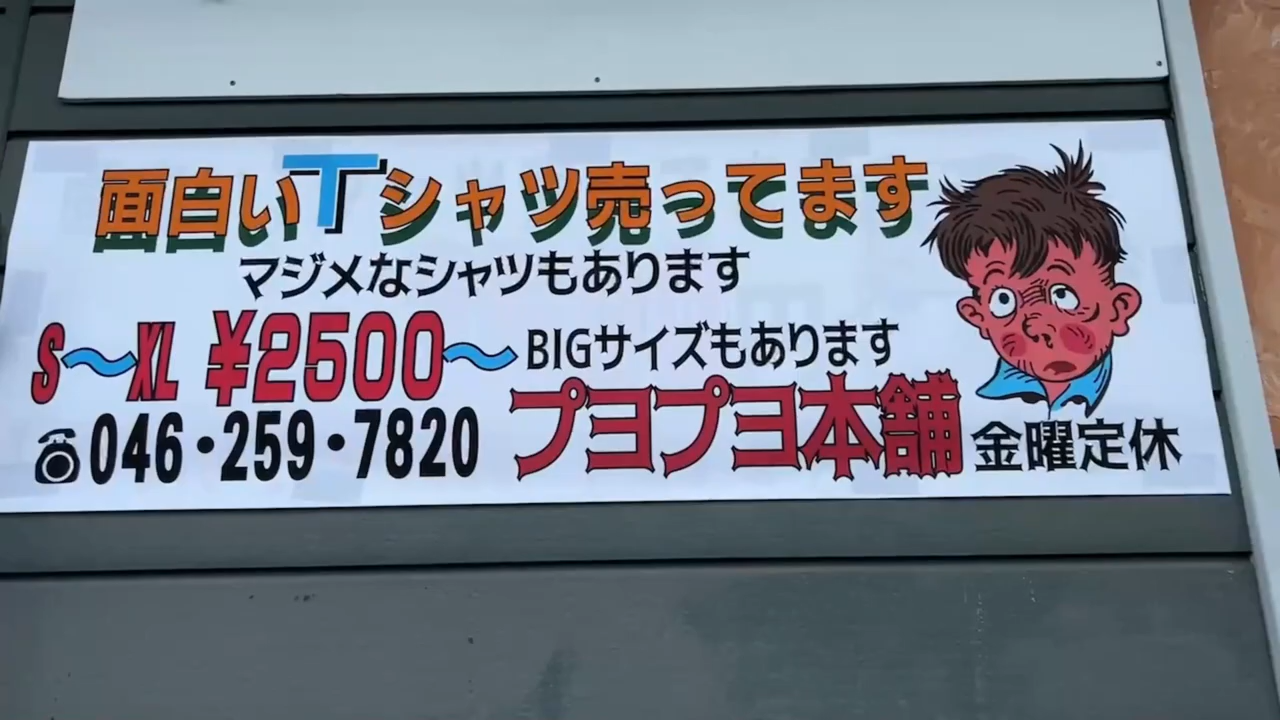 面白いTシャツ売ってます
マジメなシャツもあります
S〜XL ¥2500〜 BIGサイズもあります
046・259・7820 プヨプヨ本舗 金曜定休